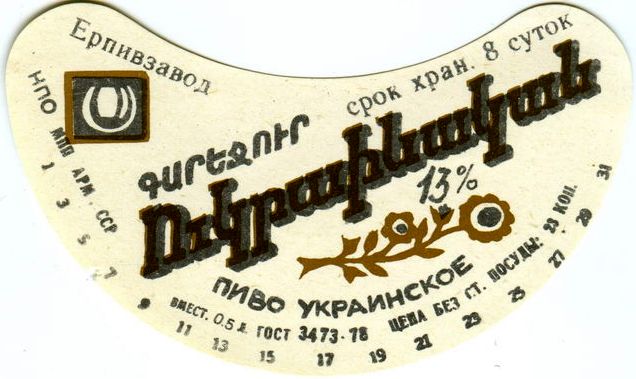 Ерпивзавод
срок хран. 8 суток
НПО МПП АРМ. ССР
ԳԱՐԵՋՈՒՐ
Ուկրաինական
13%
ПИВО УКРАИНСКОЕ
ВМЕСТ. 0.5 л. ГОСТ 3473-78 ЦЕНА БЕЗ СТ. ПОСУДЫ: 23 КОП.
1 3 5 7 9 11 13 15 17 19 21 23 25 27 29 31